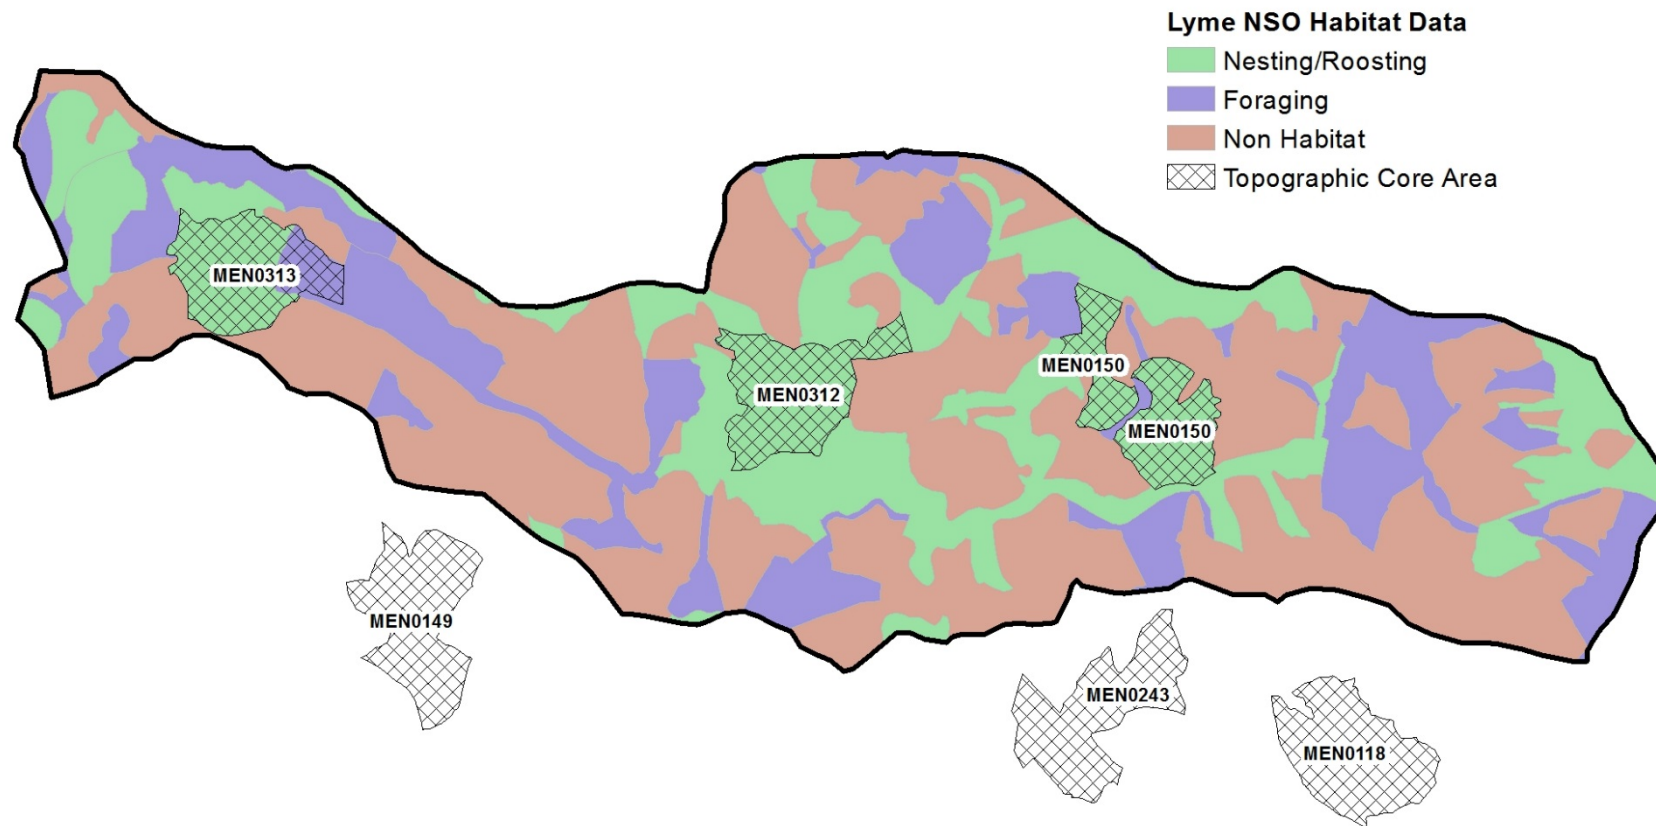 Lyme NSO Habitat Data
Nesting/Roosting
Foraging
Non Habitat
Topographic Core Area
MEN0313
MEN0312
MEN0150
MEN0150
MEN0149
MEN0243
MEN0118